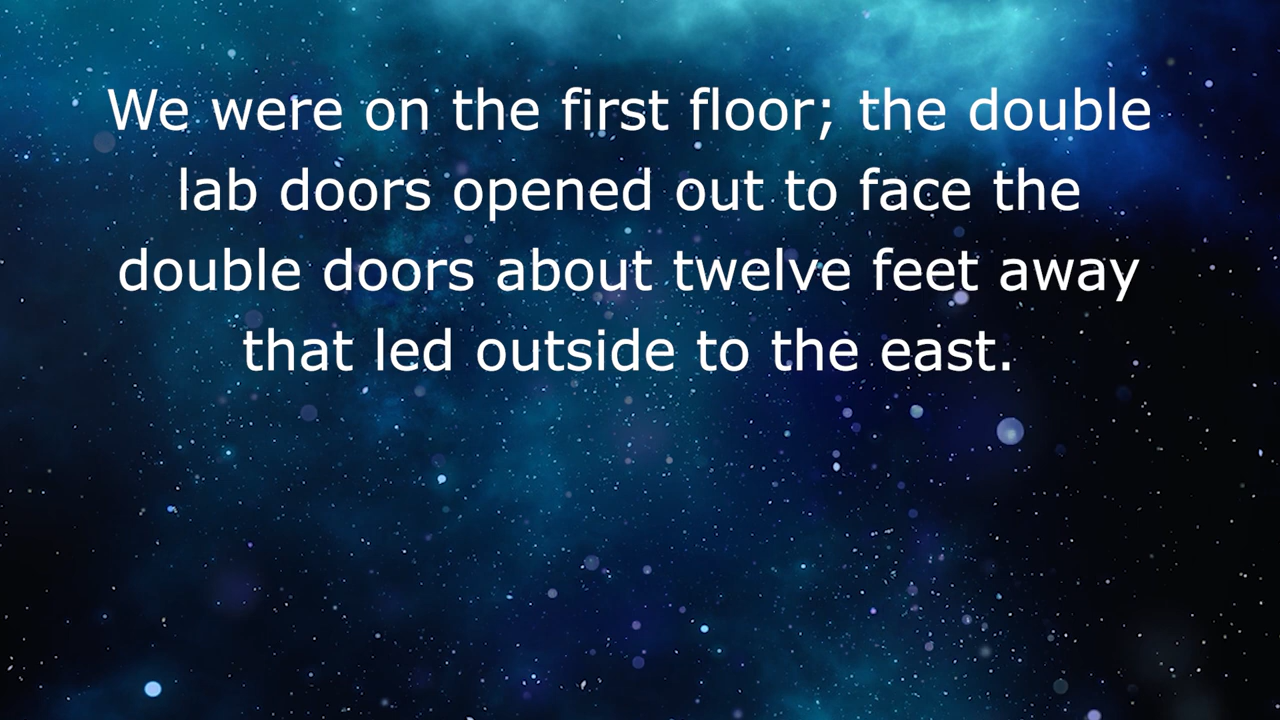 We were on the first floor; the double
lab doors opened out to face the
double doors about twelve feet away
that led outside to the east.